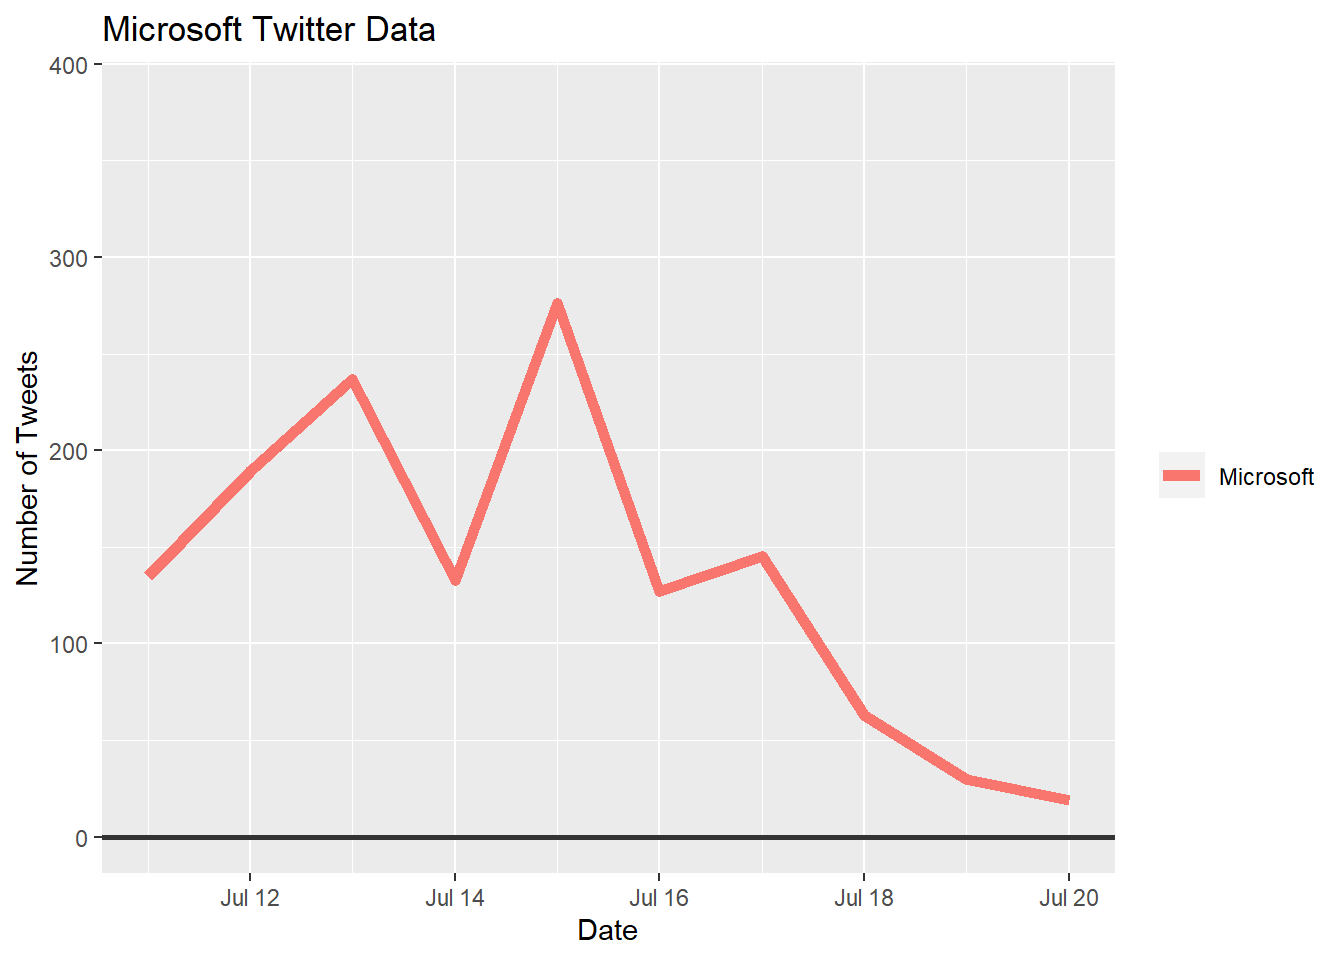 Microsoft Twitter Data
400
300
200
100
0
Number of Tweets
Jul 12
Jul 14
Jul 16
Jul 18
Jul 20
Date
Microsoft